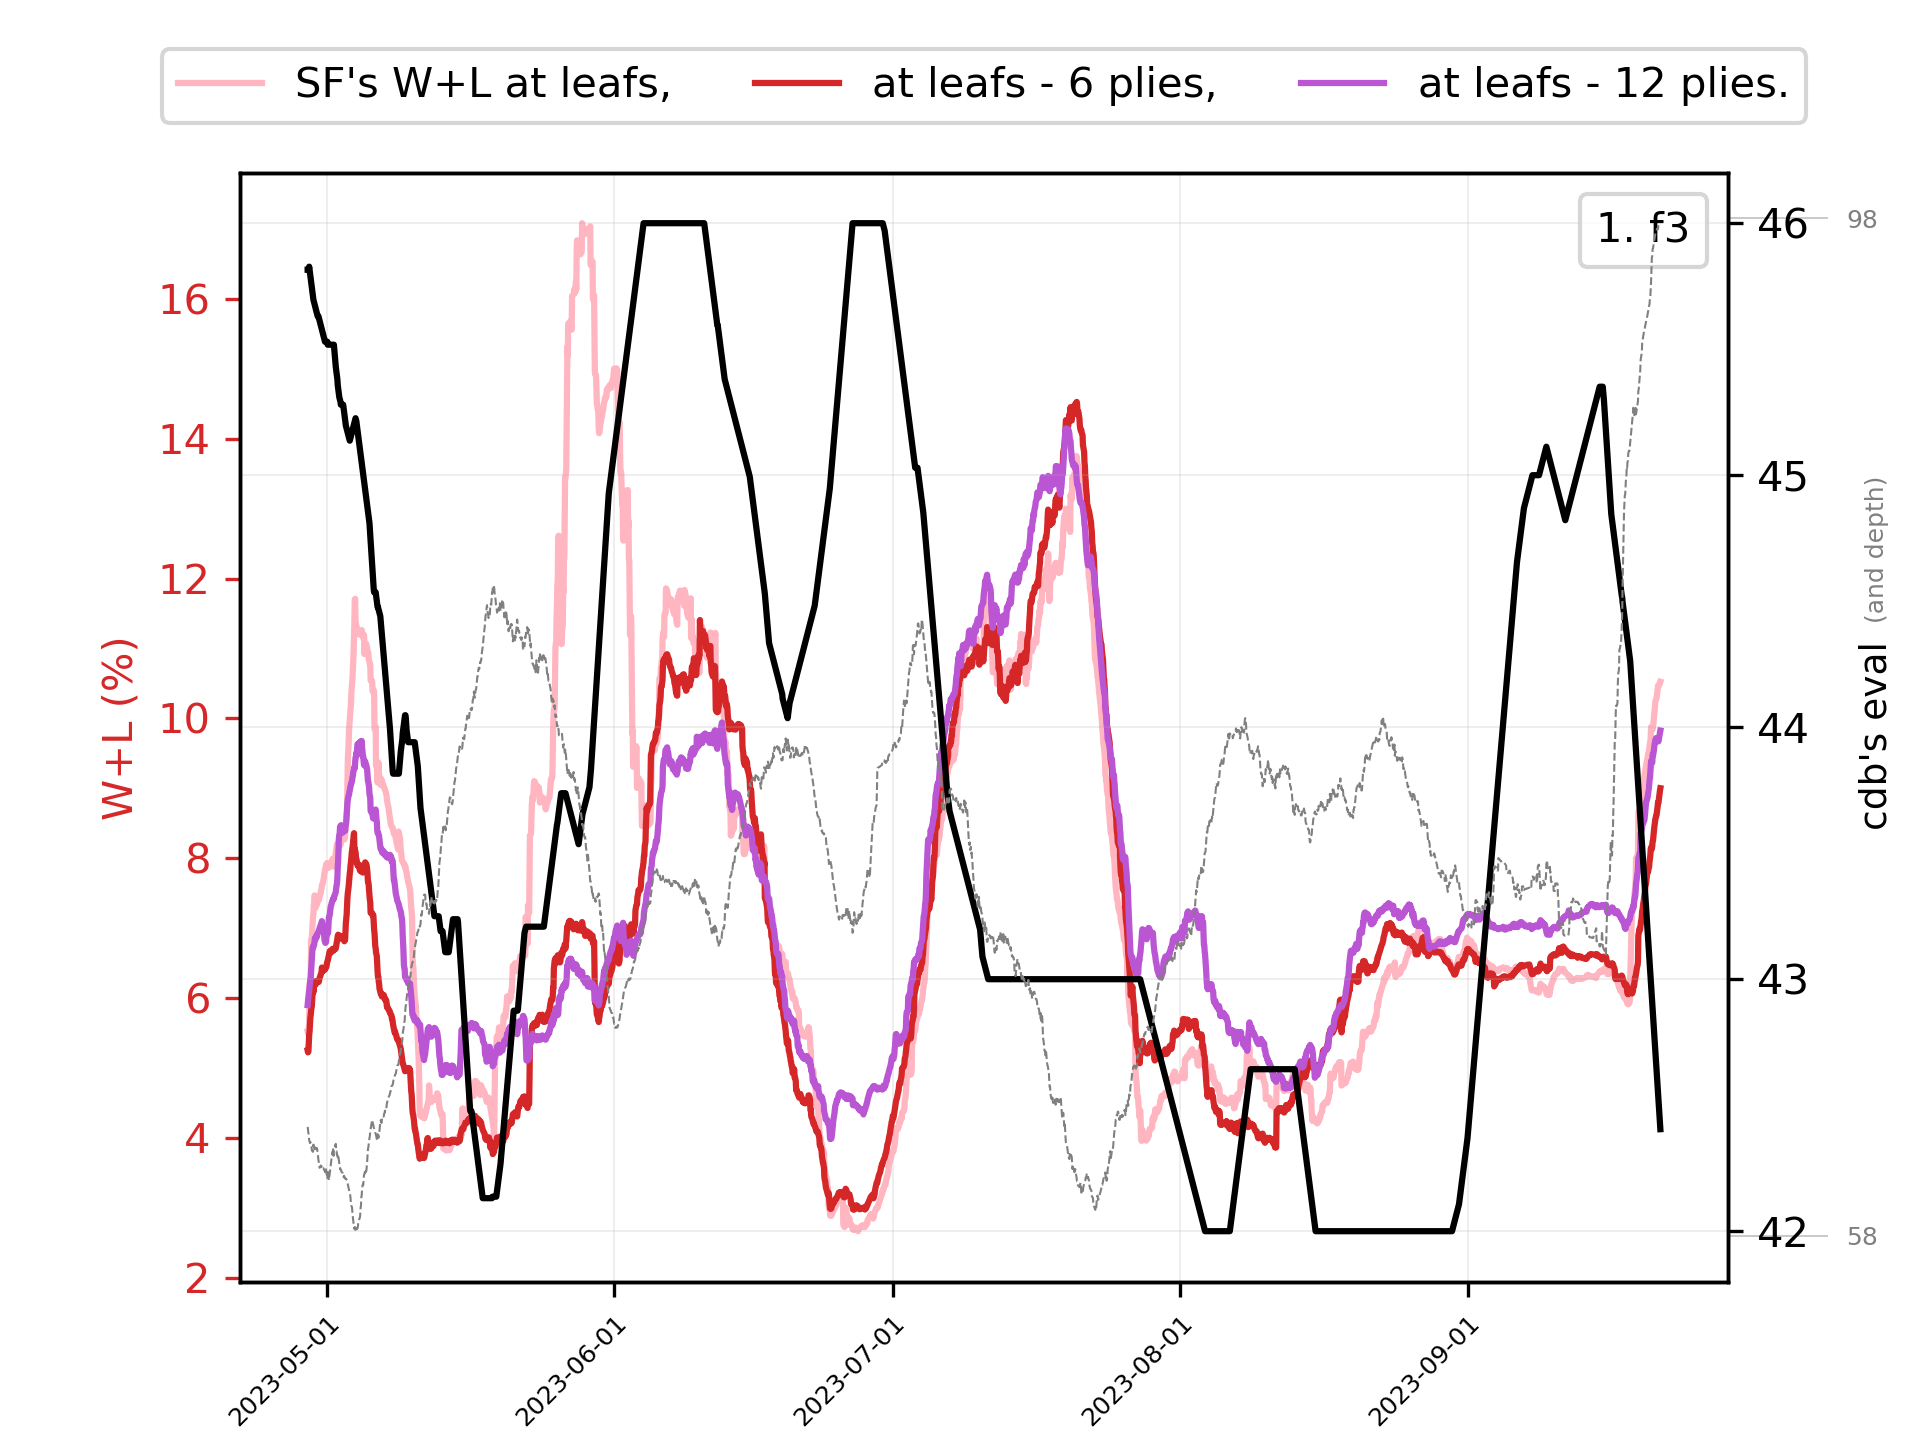 SF's W+L at leafs, at leafs - 6 plies, at leafs - 12 plies.
1. f3
46 98
16
14
45
12
(and depth)
10
44
W+L (%)
cdb's eval
8
6
43
4
42 58
2
2023-05-01 2023-06-01 2023-07-01 2023-08-01 2023-09-01